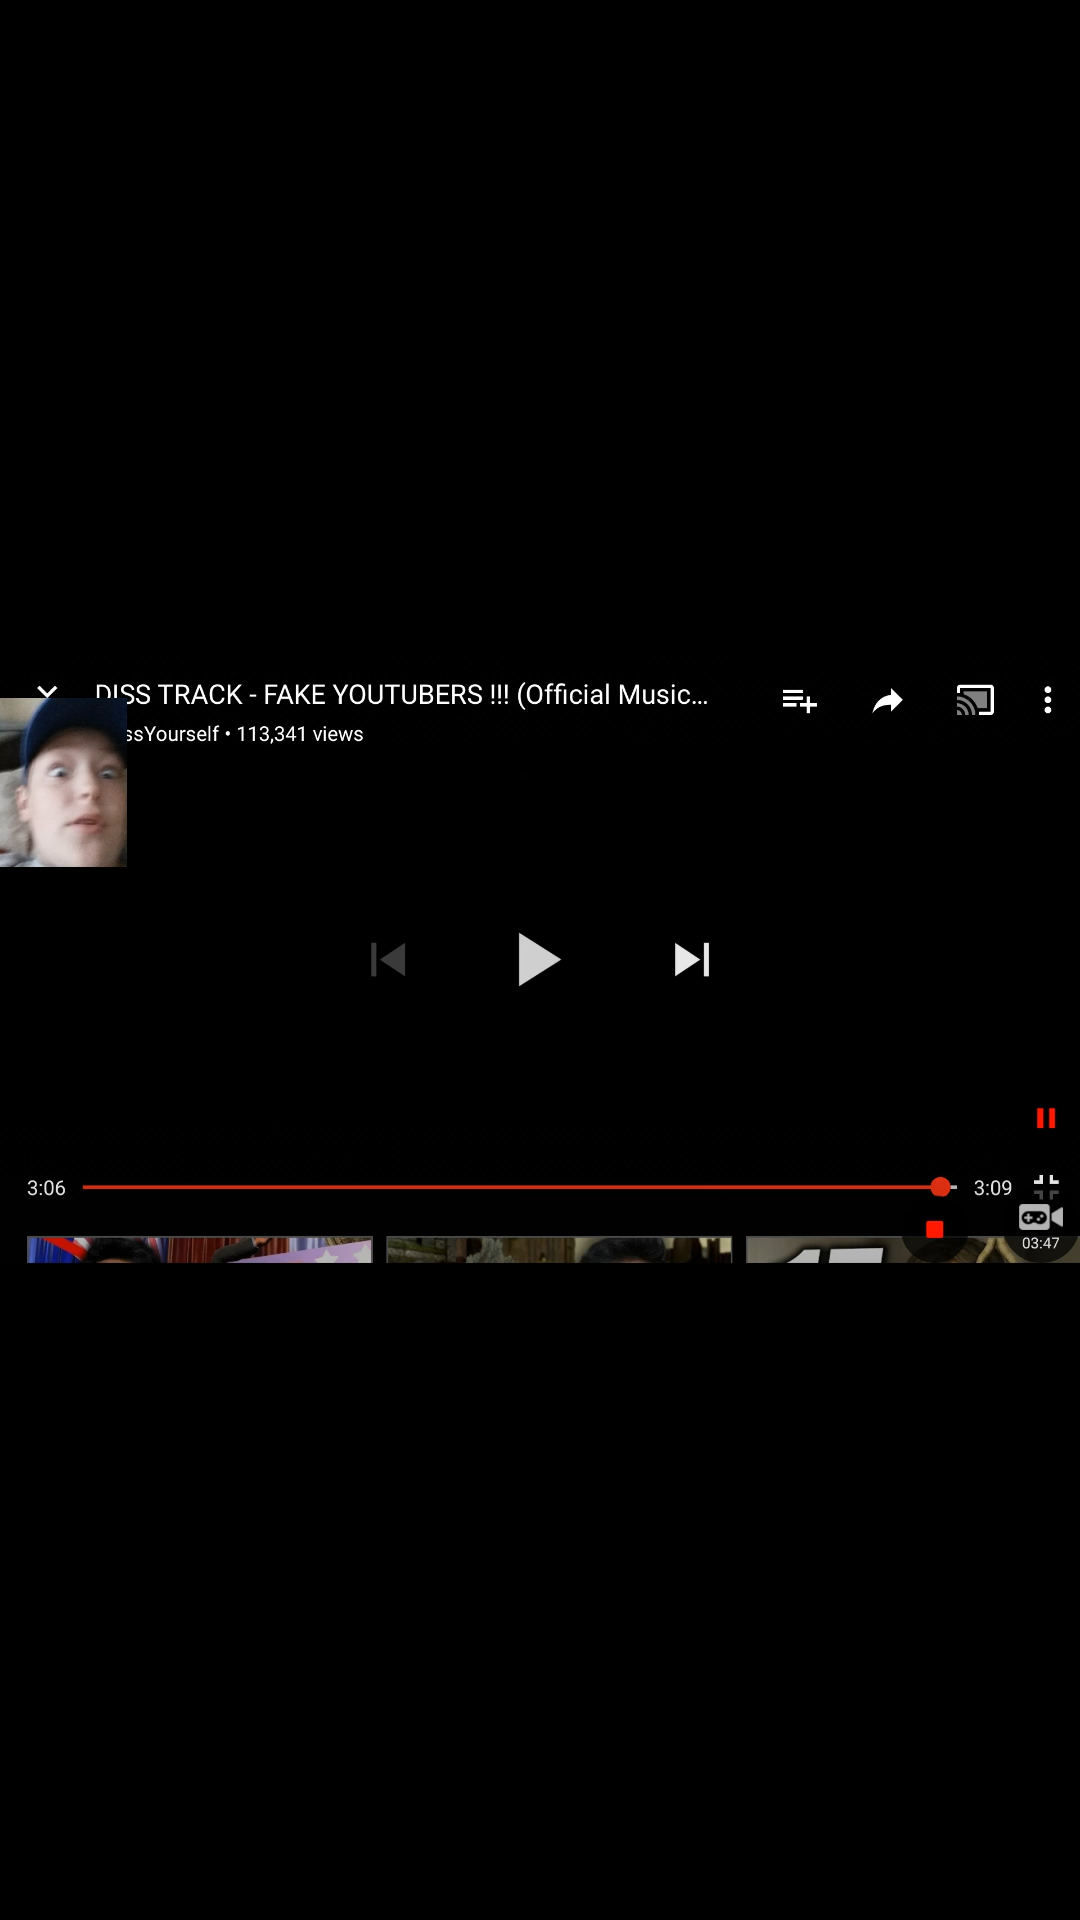 DISS TRACK - FAKE YOUTUBERS !!! (Official Music...
ssYourself • 113,341 views
3:06
3:09
03:47